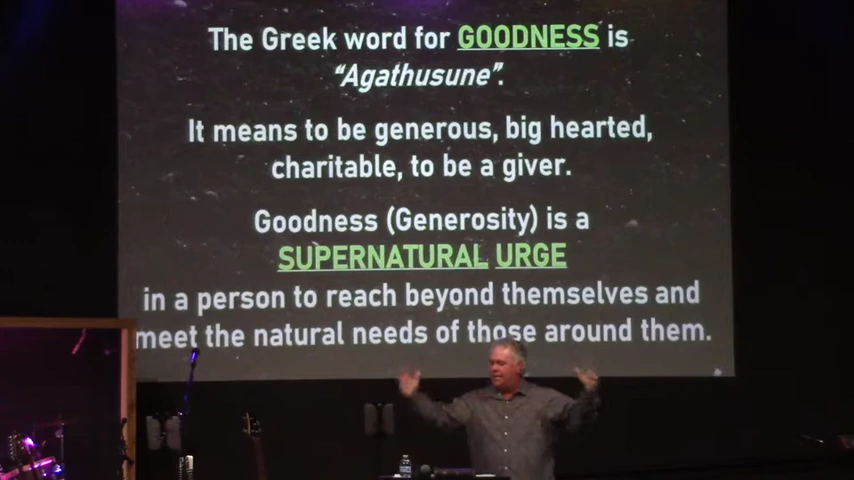 The Greek word for GOODNESS is
“Agathusune”.
It means to be generous, big hearted,
charitable, to be a giver.
Goodness (Generosity) is a
SUPERNATURAL URGE
in a person to reach beyond themselves and
meet the natural needs of those around them.